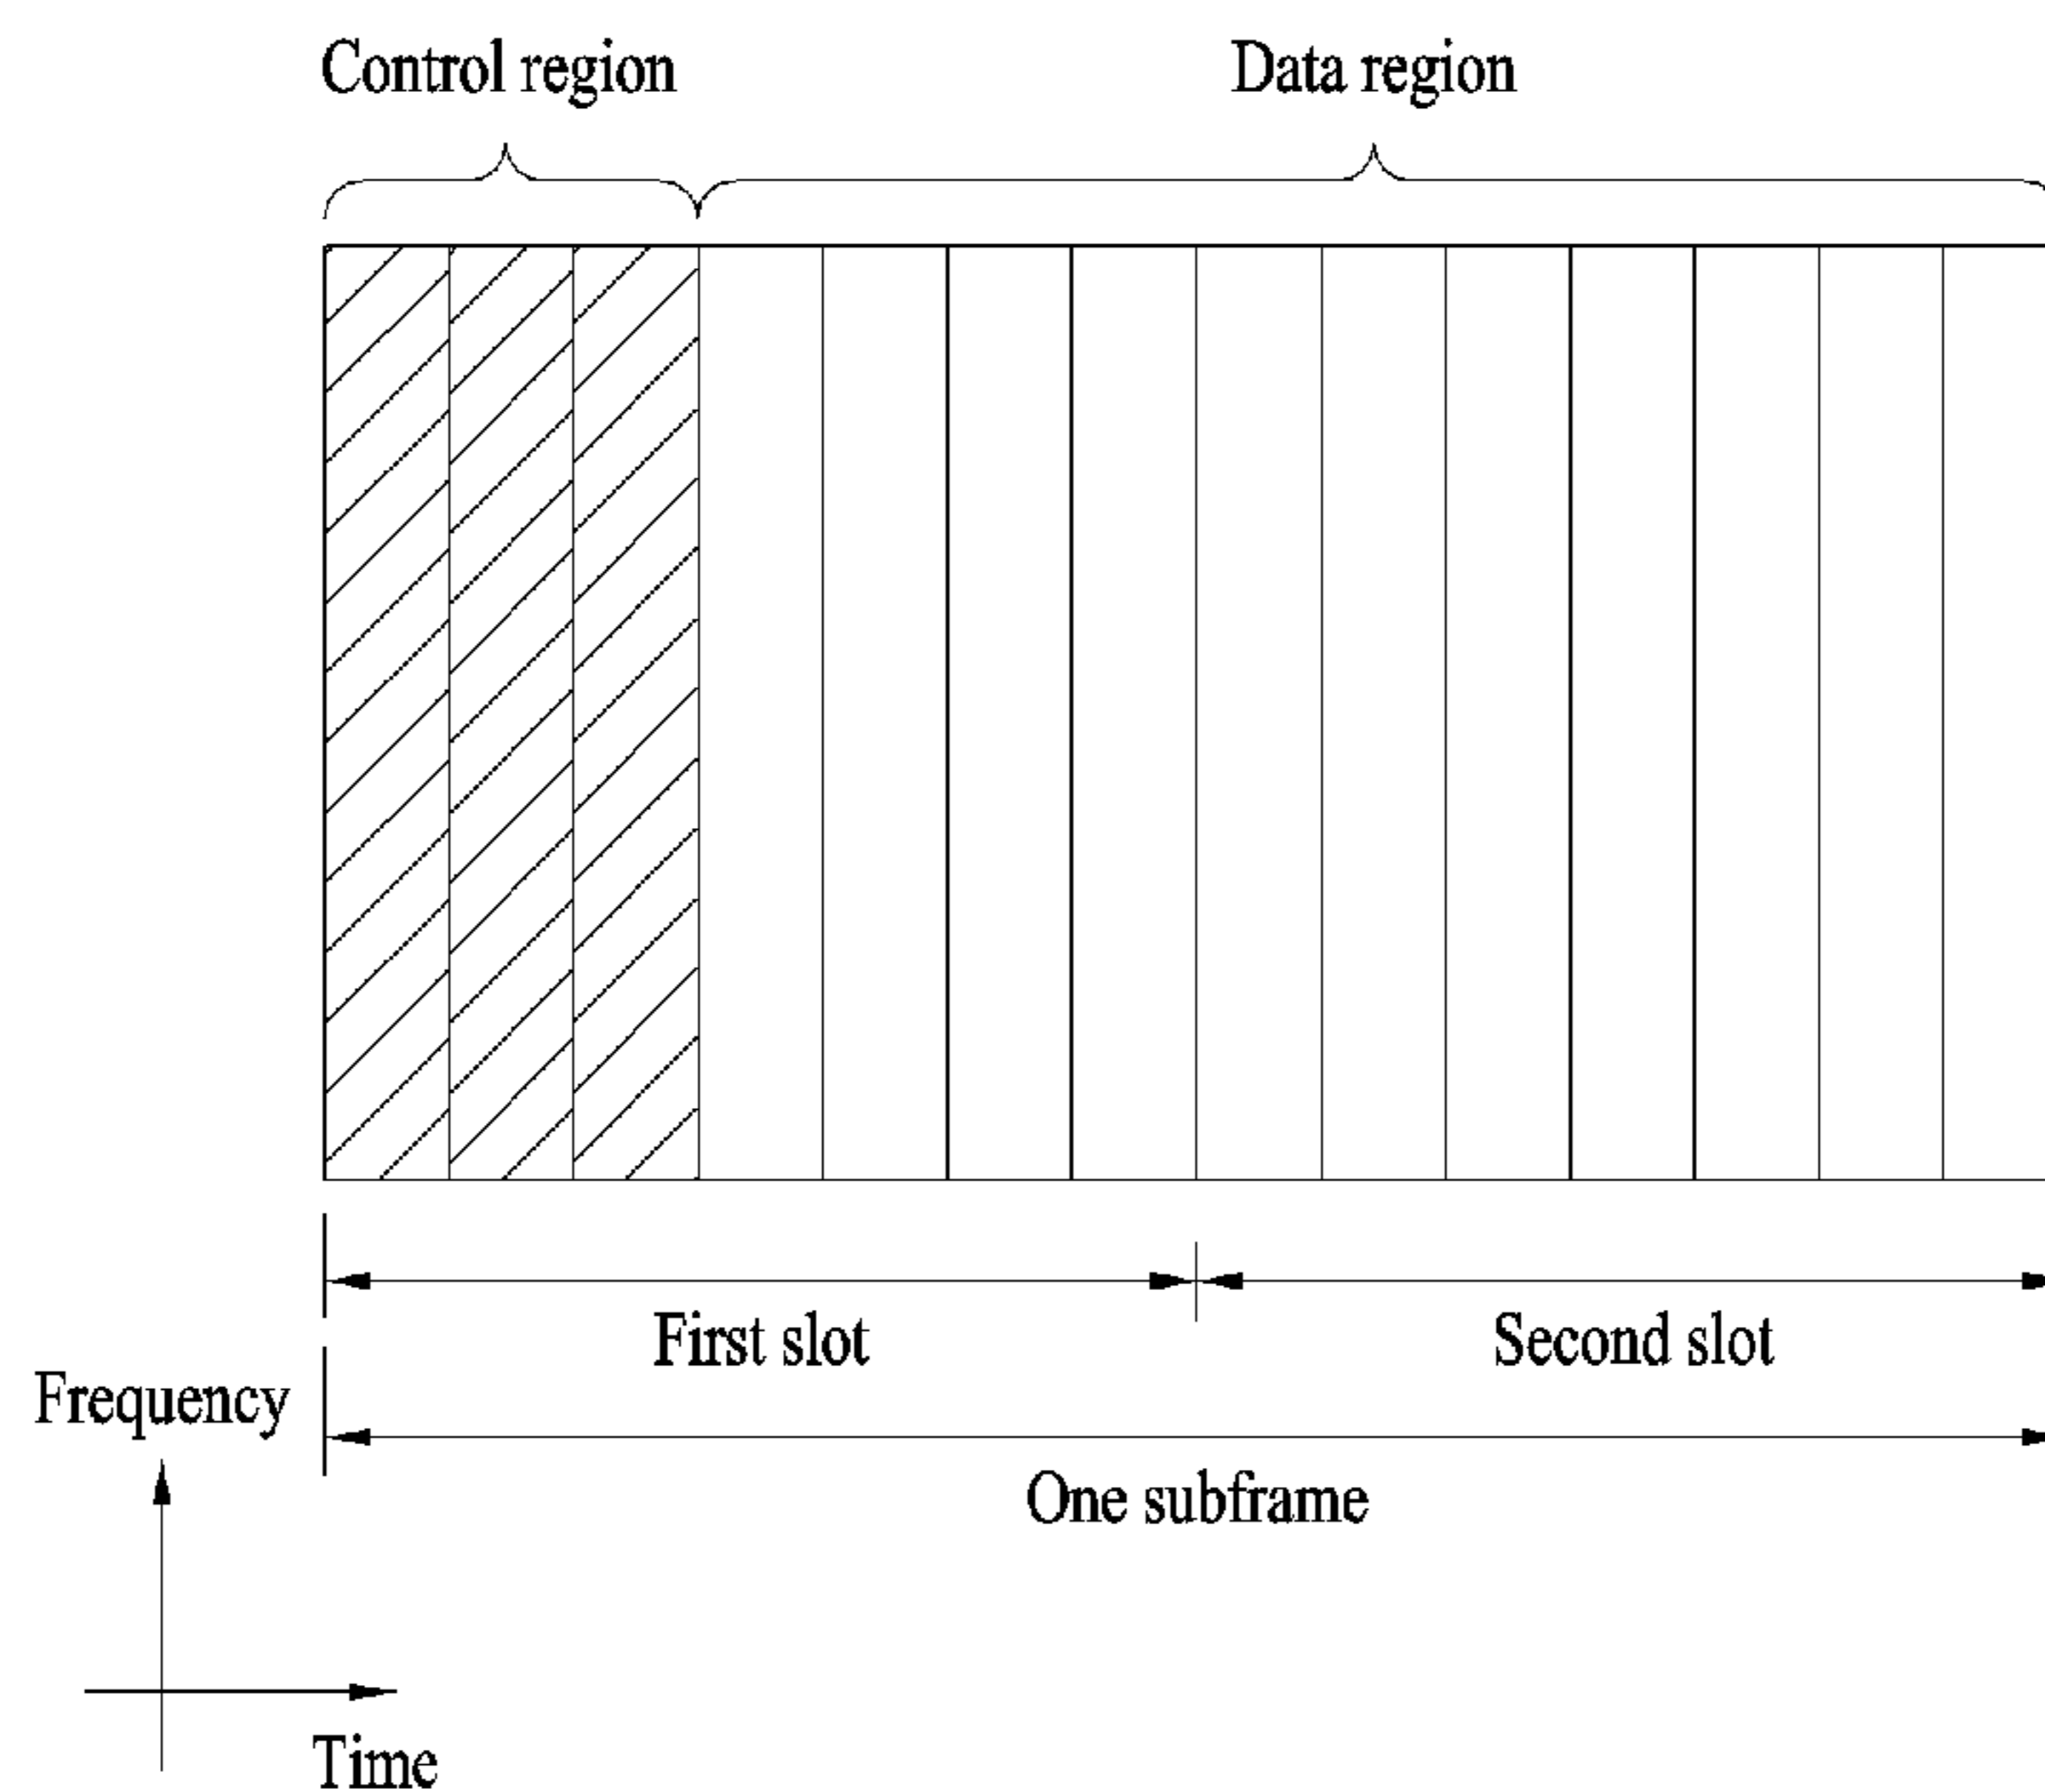 Control region
Data region
First slot
Second slot
Frequency
One subframe
Time